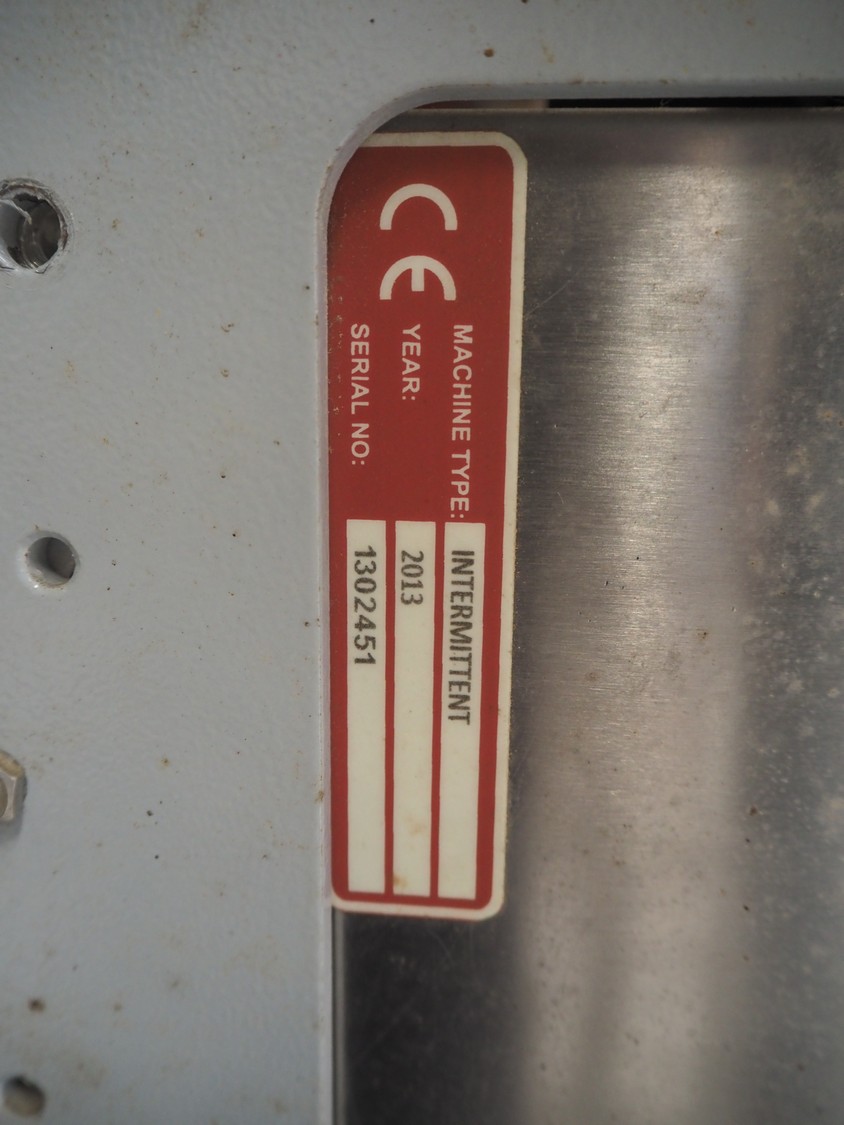 CE
MACHINE TYPE: INTERMITTENT
YEAR: 2013
SERIAL NO: 1302451